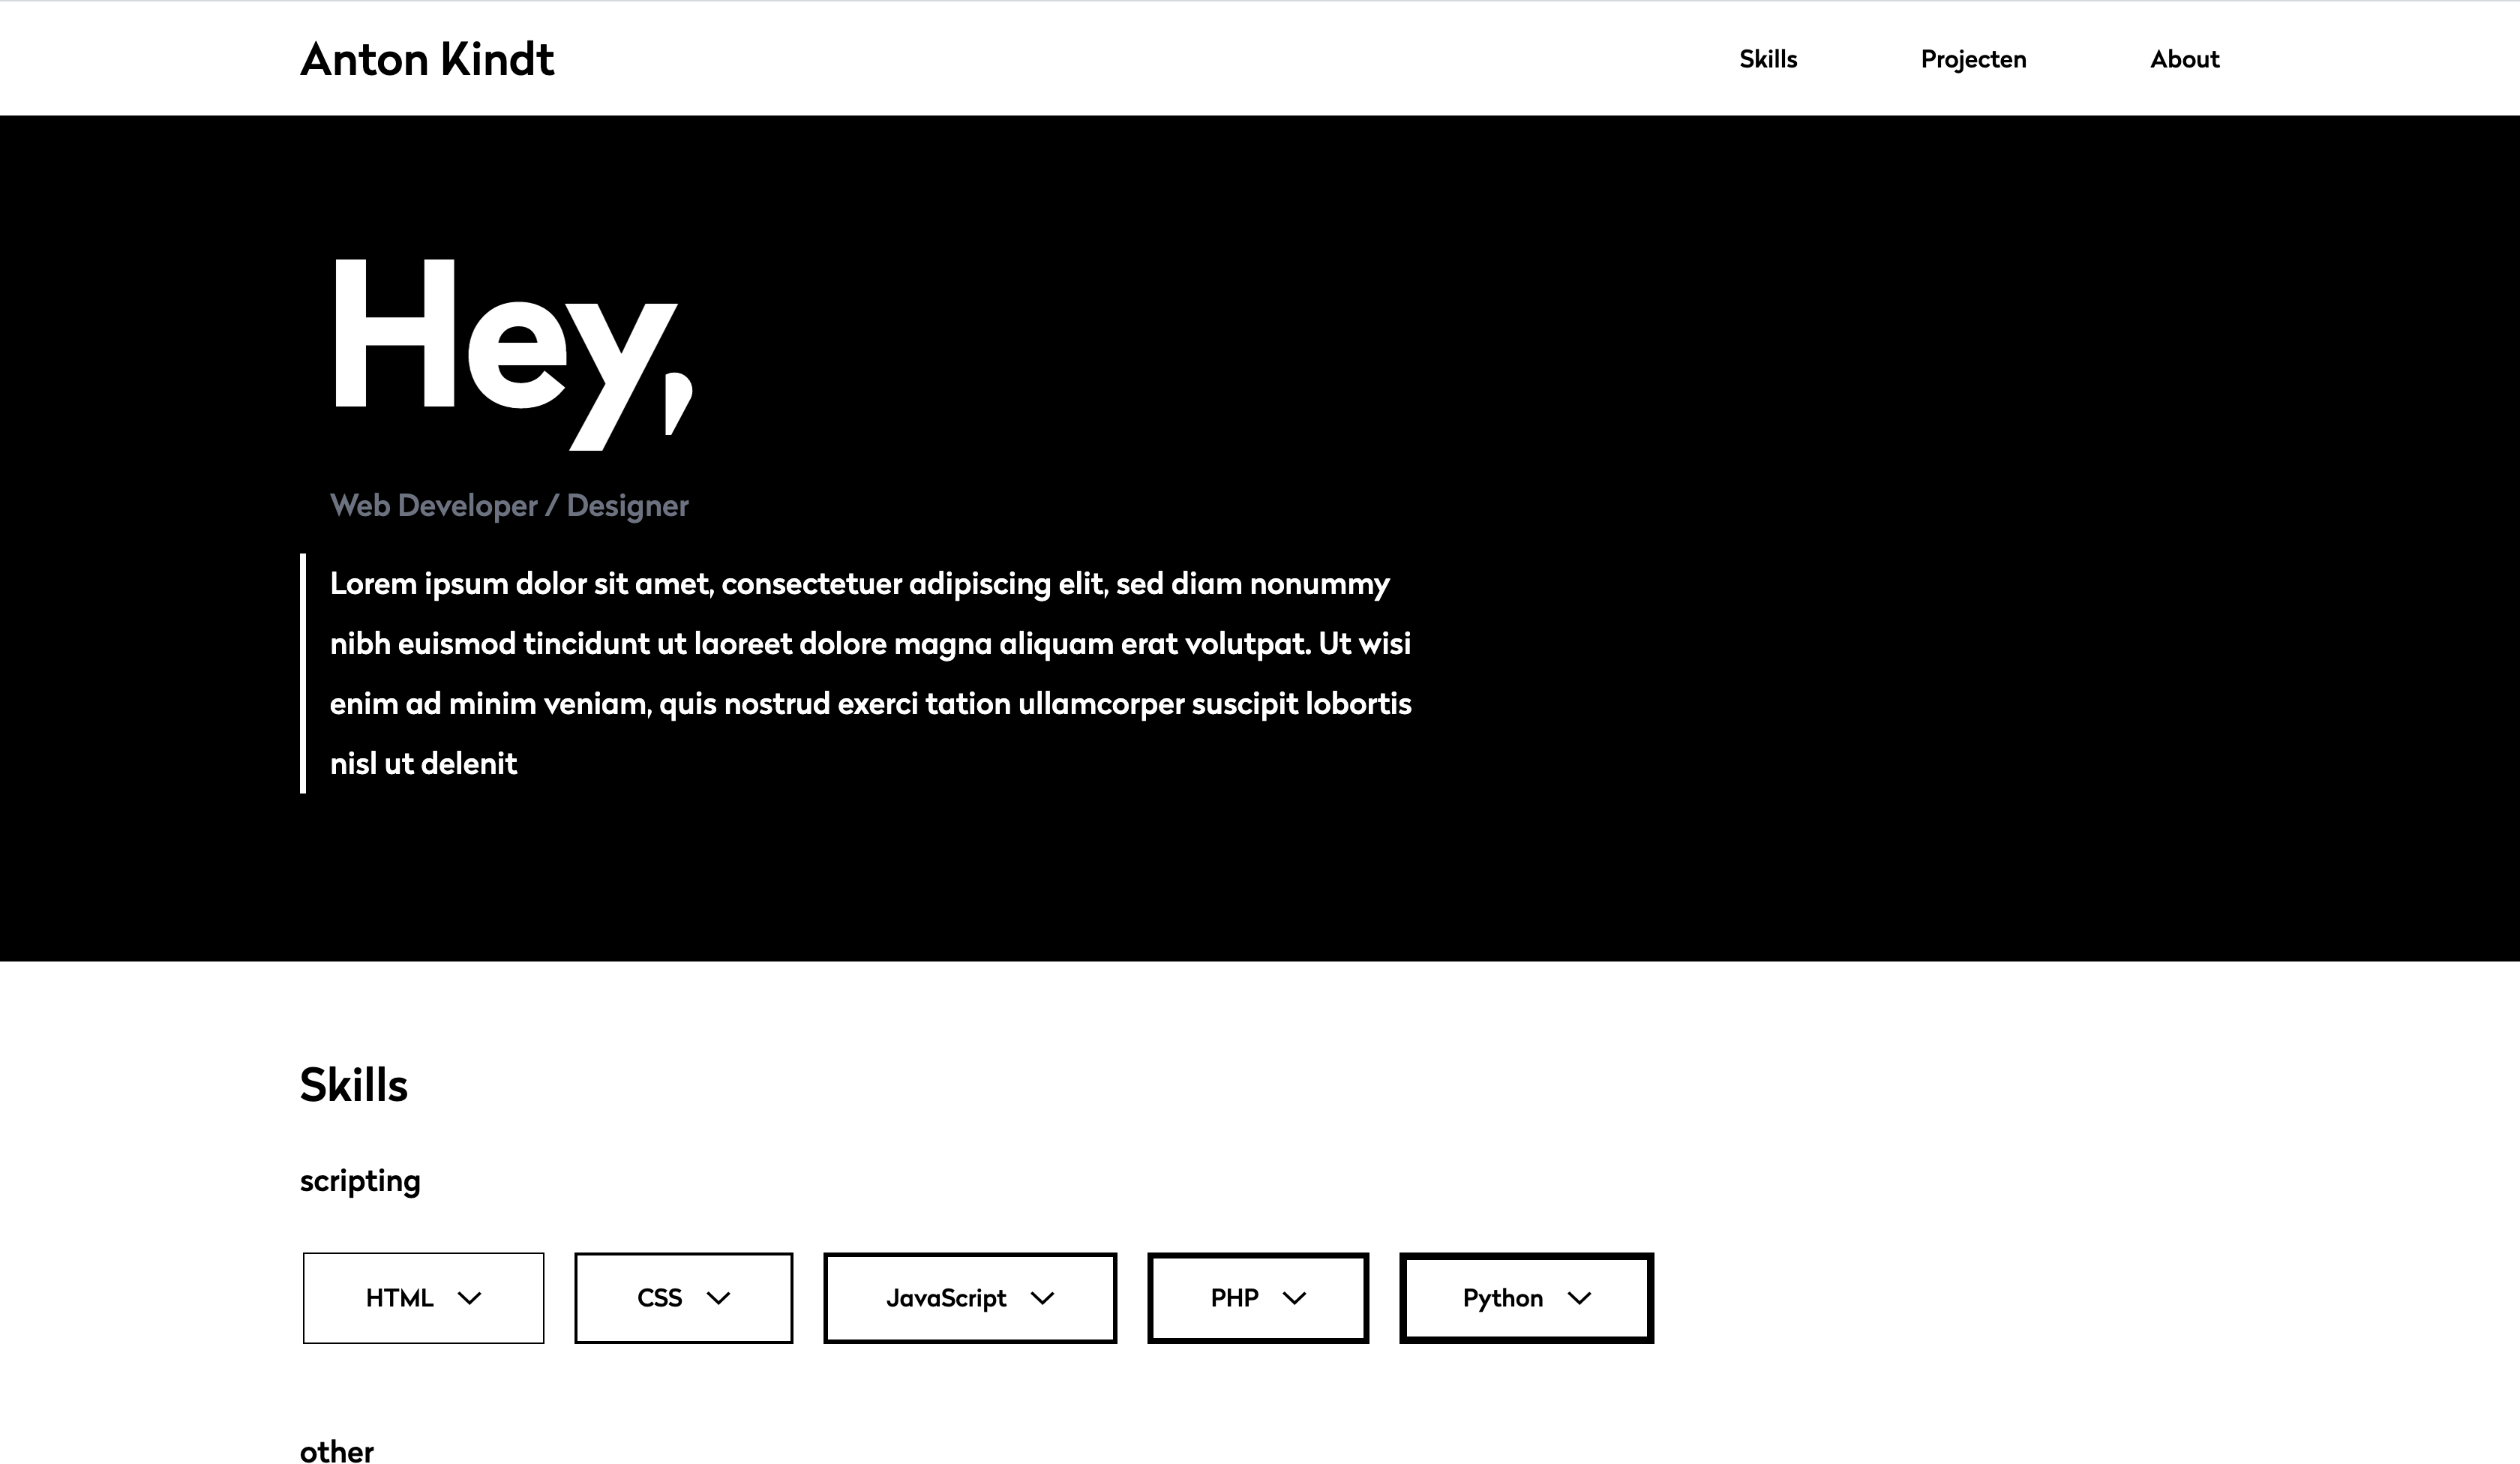 Anton Kindt
Skills
Projecten
About
Hey,
Web Developer / Designer
Lorem ipsum dolor sit amet, consectetuer adipiscing elit, sed diam nonummy
nibh euismod tincidunt ut laoreet dolore magna aliquam erat volutpat. Ut wisi
enim ad minim veniam, quis nostrud exerci tation ullamcorper suscipit lobortis
nisl ut delenit
Skills
scripting
HTML
CSS
JavaScript
PHP
Python
other